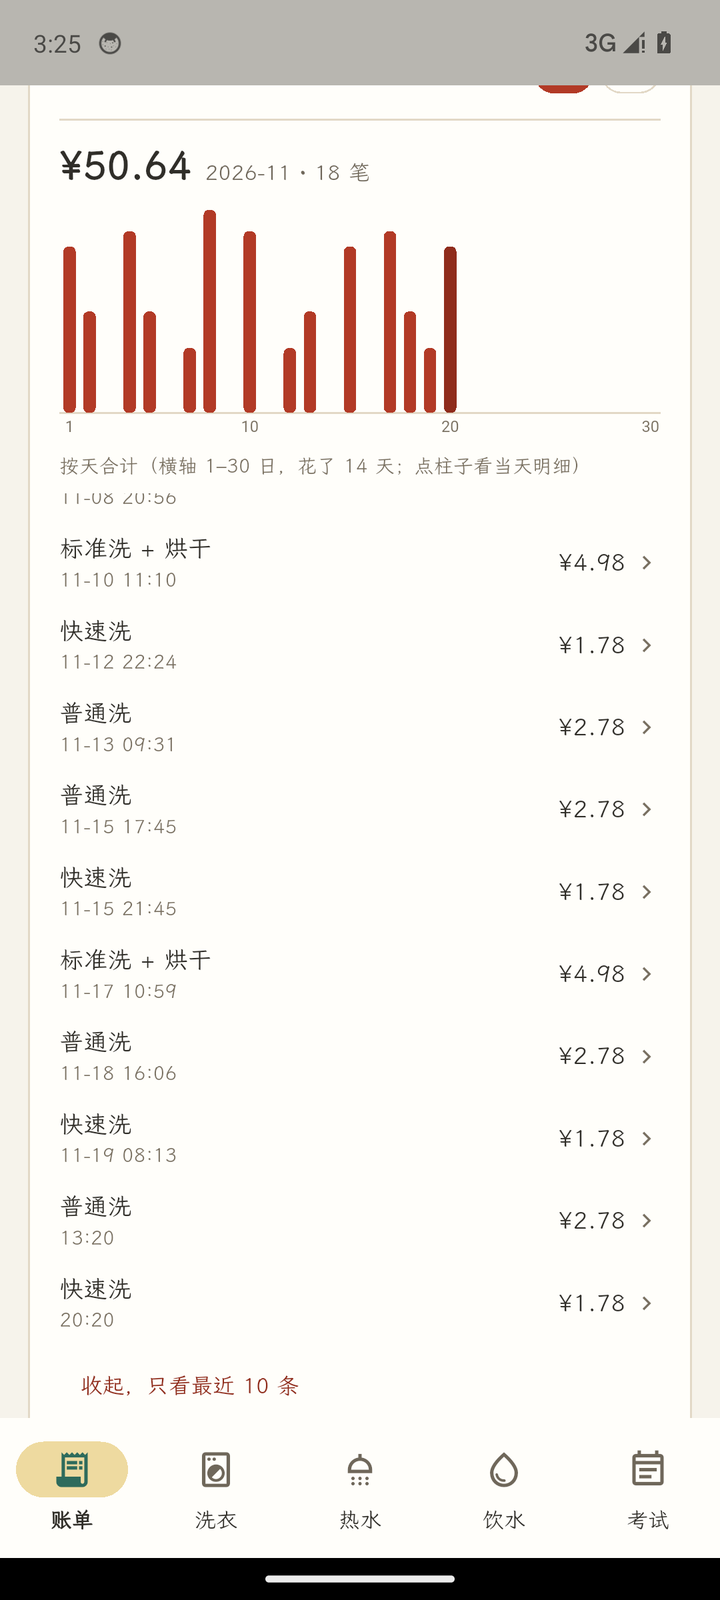 3:25
3G
¥50.64 2026-11 · 18 笔
1 10 20 30
按天合计（横轴 1–30 日，花了 14 天；点柱子看当天明细）
11-08 20:56
标准洗 + 烘干
¥4.98
11-10 11:10
快速洗
¥1.78
11-12 22:24
普通洗
¥2.78
11-13 09:31
普通洗
¥2.78
11-15 17:45
快速洗
¥1.78
11-15 21:45
标准洗 + 烘干
¥4.98
11-17 10:59
普通洗
¥2.78
11-18 16:06
快速洗
¥1.78
11-19 08:13
普通洗
¥2.78
13:20
快速洗
¥1.78
20:20
收起，只看最近 10 条
账单 洗衣 热水 饮水 考试